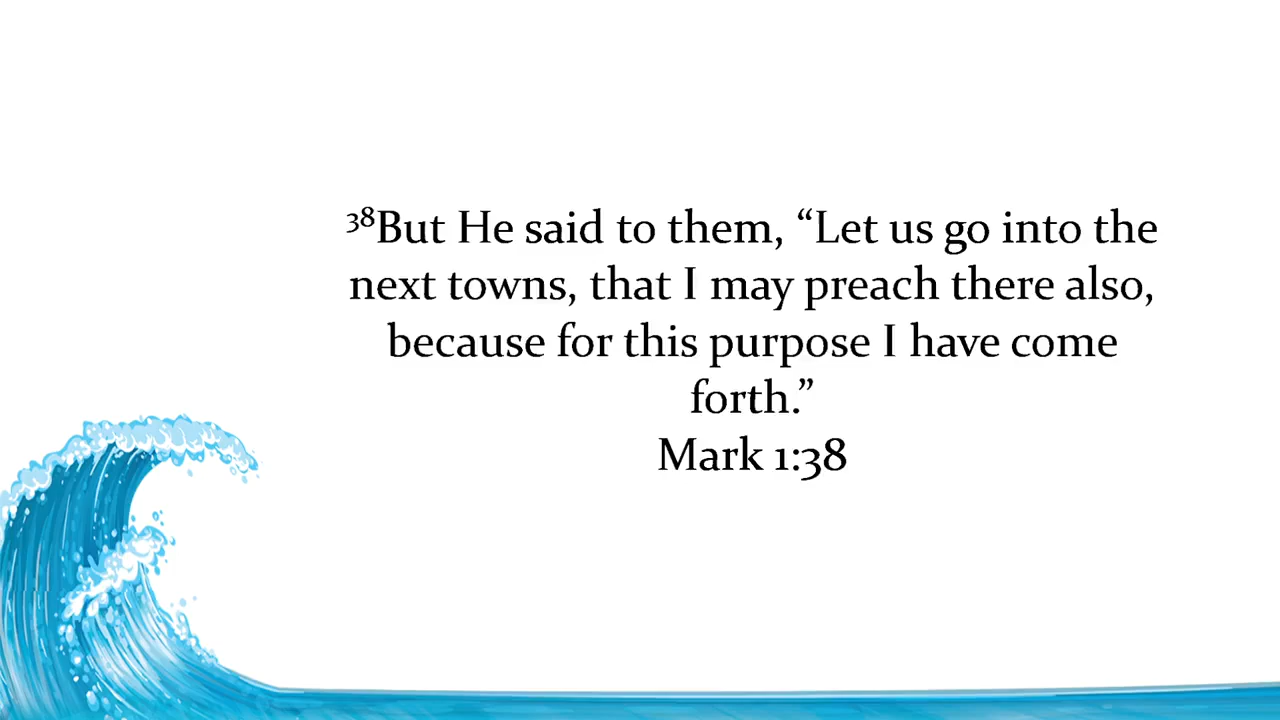 ³⁸But He said to them, “Let us go into the
next towns, that I may preach there also,
because for this purpose I have come
forth.”
Mark 1:38